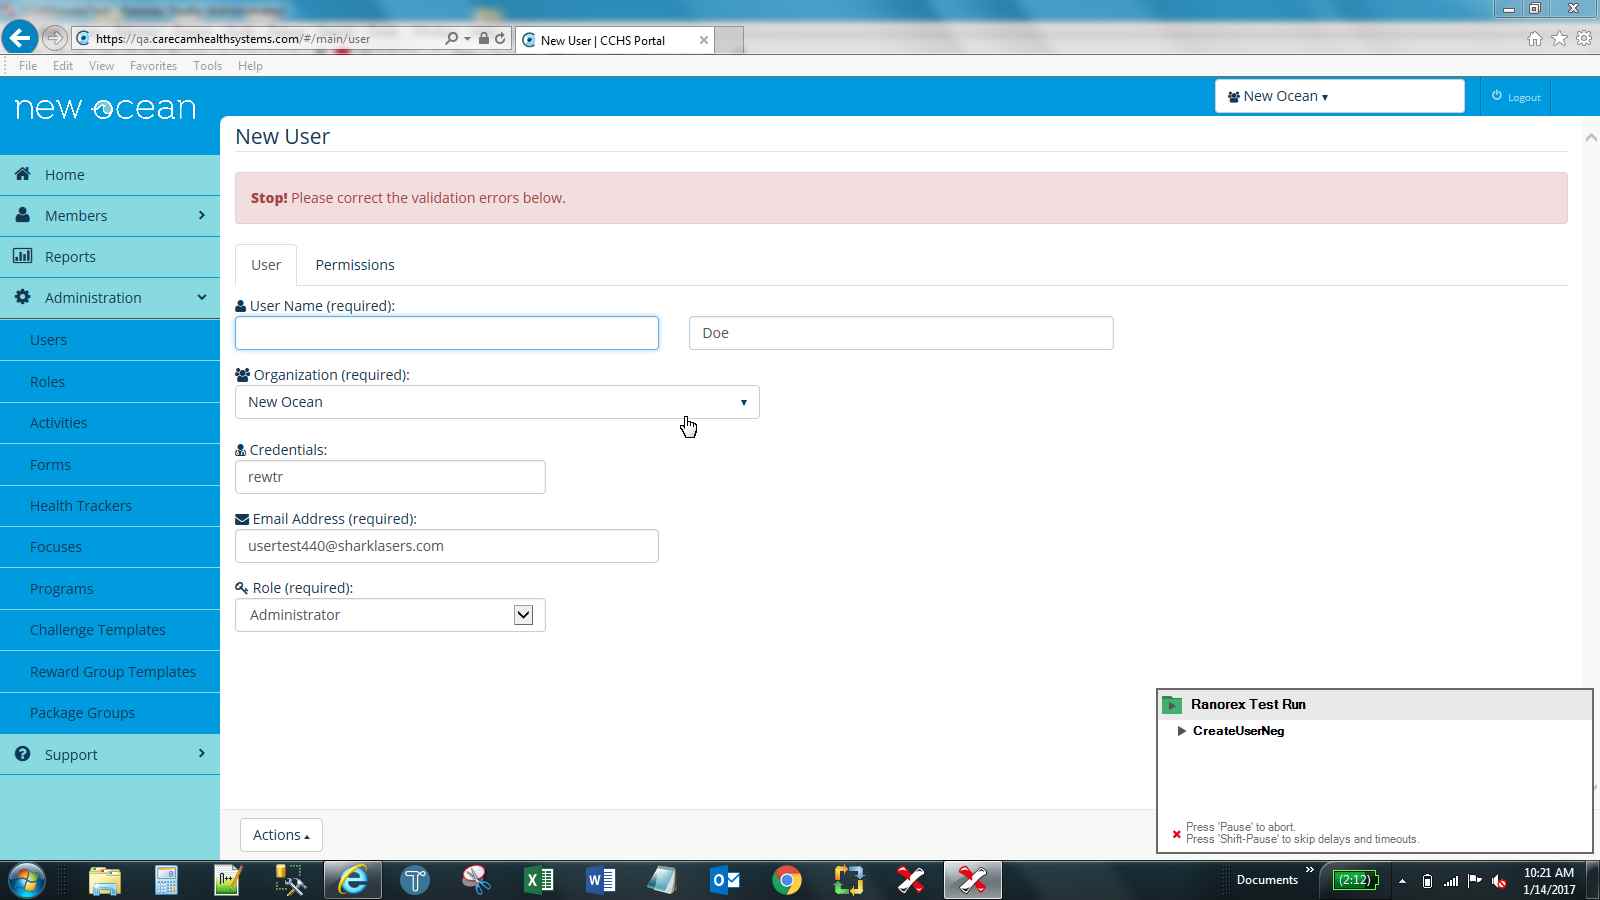 https://qa.carecamhealthsystems.com/#/main/user
New User | CCHS Portal
File Edit View Favorites Tools Help
new ocean
New Ocean
Logout
New User
Home
Members
Reports
Administration
Users
Roles
Activities
Forms
Health Trackers
Focuses
Programs
Challenge Templates
Reward Group Templates
Package Groups
Support
Stop! Please correct the validation errors below.
User Permissions
User Name (required):
Doe
Organization (required):
New Ocean
Credentials:
rewtr
Email Address (required):
usertest440@sharklasers.com
Role (required):
Administrator
Actions
Ranorex Test Run
CreateUserNeg
Press 'Pause' to abort.
Press 'Shift-Pause' to skip delays and timeouts.
Documents
(2:12)
10:21 AM
1/14/2017